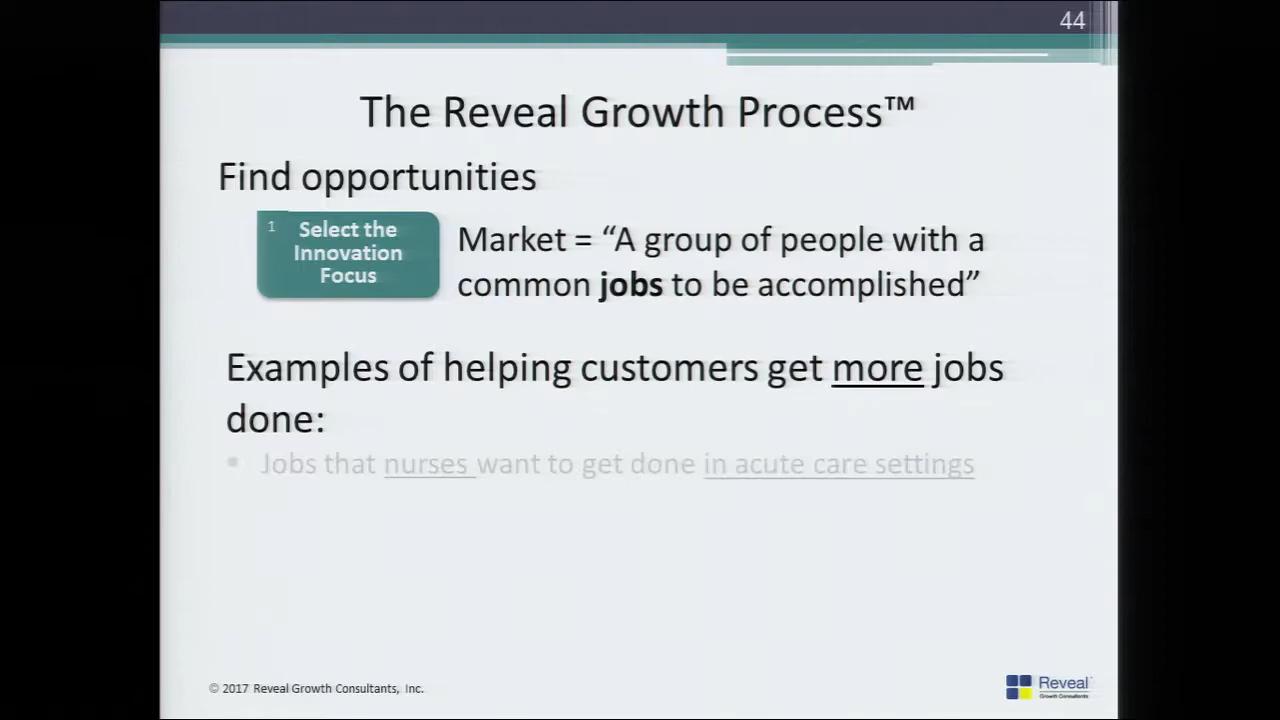 44
The Reveal Growth Process™
Find opportunities
1
Select the
Innovation
Focus
Market = “A group of people with a
common jobs to be accomplished”
Examples of helping customers get more jobs
done:
• Jobs that nurses want to get done in acute care settings
© 2017 Reveal Growth Consultants, Inc.
Reveal
Growth Consultants